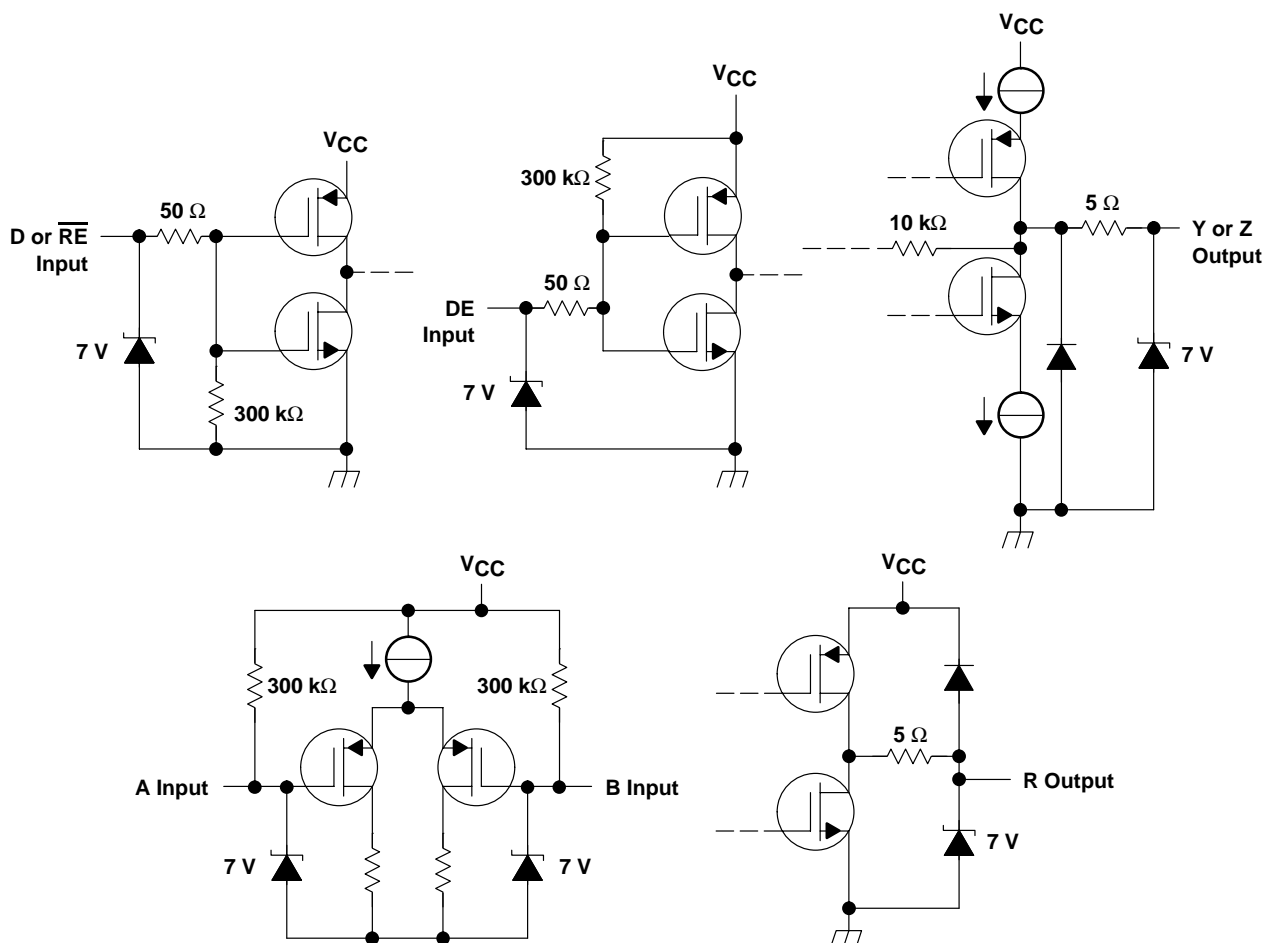 VCC
D or R̅E̅
Input
50 Ω
7 V
300 kΩ
VCC
300 kΩ
50 Ω
DE
Input
7 V
VCC
10 kΩ
5 Ω
Y or Z
Output
7 V
VCC
300 kΩ
300 kΩ
A Input
B Input
7 V
7 V
VCC
5 Ω
R Output
7 V